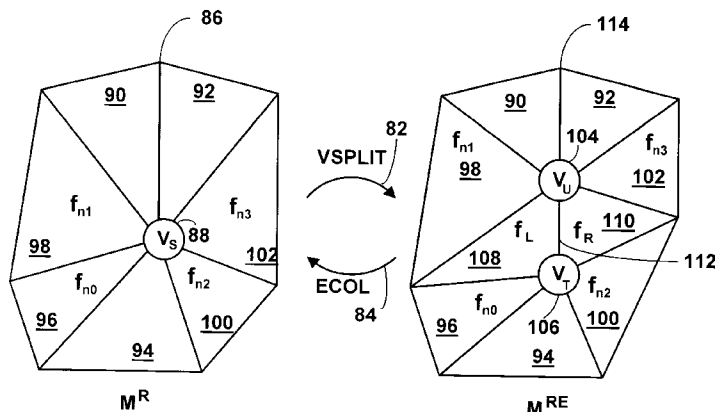 86
114
90
92
90
92
82
104
VSPLIT
f_n1
f_n3
98
102
V_U
f_n1
f_n3
V_S
88
f_L
f_R
110
98
102
108
112
f_n0
f_n2
ECOL
V_T
84
f_n0
f_n2
96
100
96
106
100
94
94
M^R
M^RE